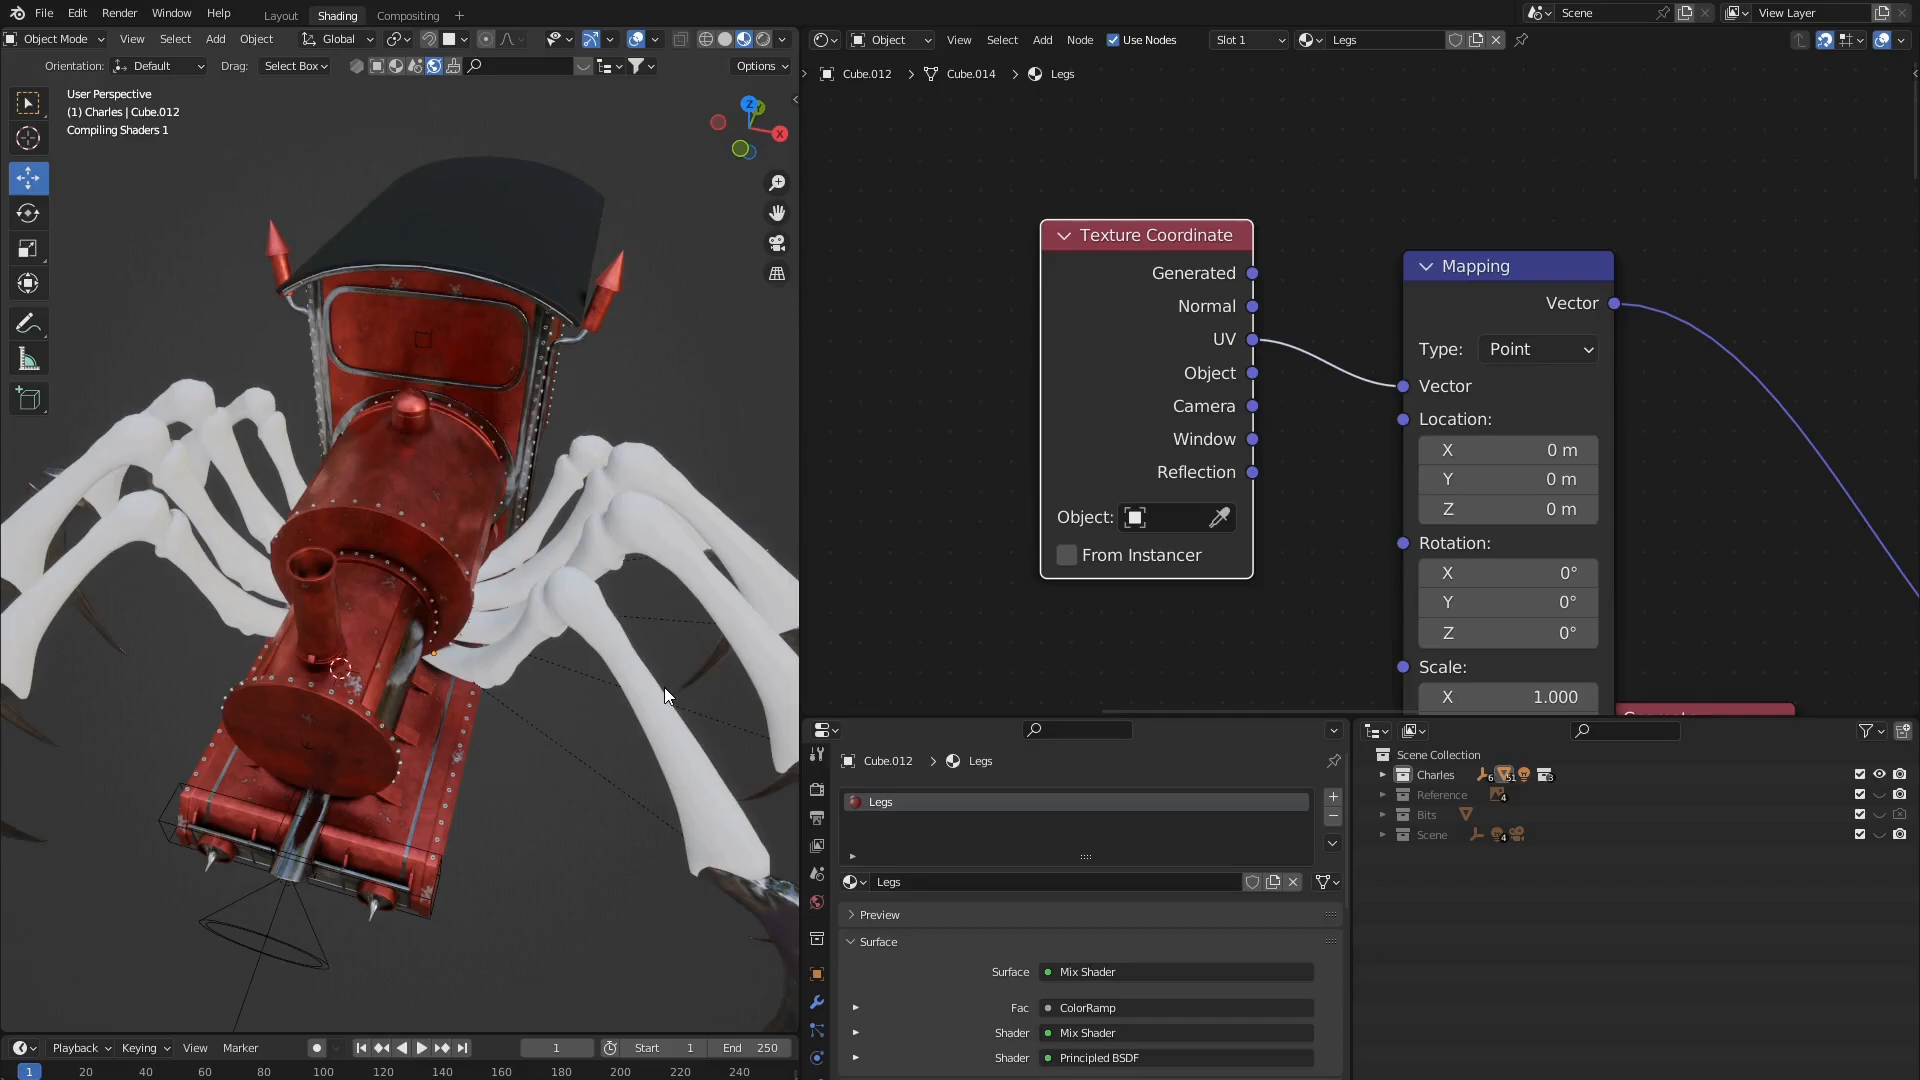 File Edit Render Window Help Layout Shading Compositing + Scene View Layer
Object Mode View Select Add Object Global
Object View Select Add Node Use Nodes Slot 1 Legs
Orientation: Default Drag: Select Box Options
Cube.012 > Cube.014 > Legs
User Perspective
(1) Charles | Cube.012
Compiling Shaders 1
Z
Y
X
Texture Coordinate
Generated
Normal
UV
Object
Camera
Window
Reflection
Object:
From Instancer
Mapping
Vector
Type: Point
Vector
Location:
X 0 m
Y 0 m
Z 0 m
Rotation:
X 0°
Y 0°
Z 0°
Scale:
X 1.000
Cube.012 > Legs
Legs
Legs
Preview
Surface
Surface Mix Shader
Fac ColorRamp
Shader Mix Shader
Shader Principled BSDF
Scene Collection
Charles 6 51 3
Reference 4
Bits
Scene 4
Playback Keying View Marker 1 Start 1 End 250
1 20 40 60 80 100 120 140 160 180 200 220 240